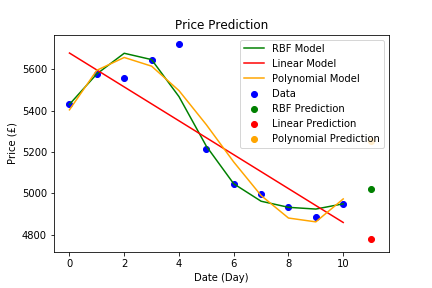 Price Prediction
RBF Model
Linear Model
Polynomial Model
Data
RBF Prediction
Linear Prediction
Polynomial Prediction
Price (£)
5600
5400
5200
5000
4800
0 2 4 6 8 10
Date (Day)